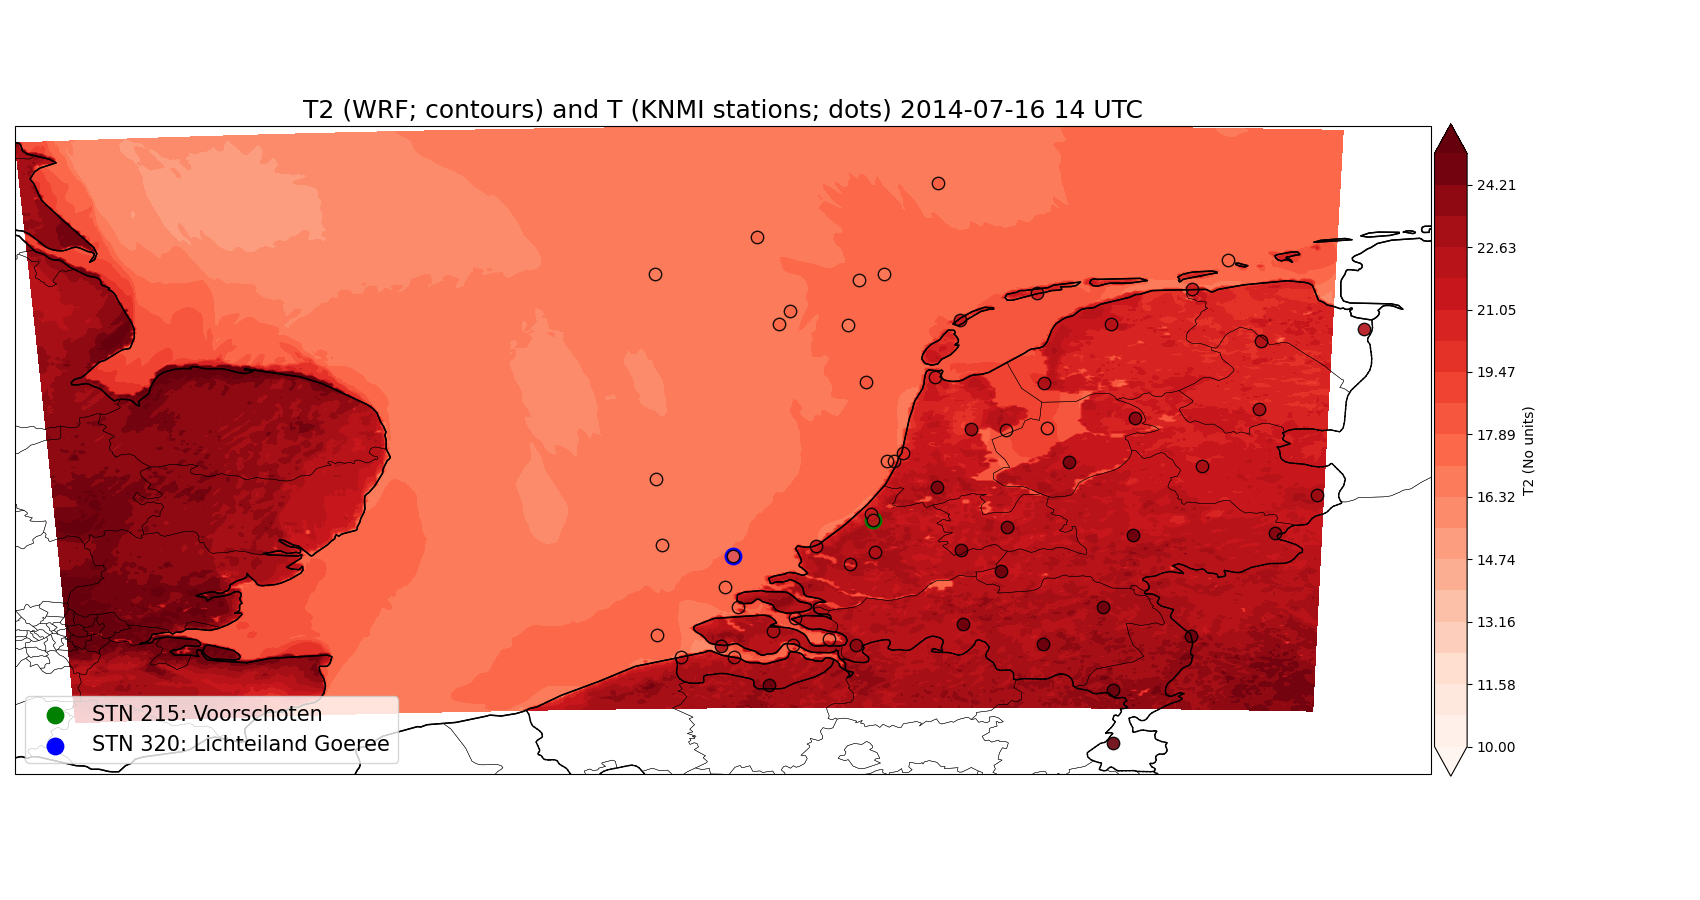 T2 (WRF; contours) and T (KNMI stations; dots) 2014-07-16 14 UTC
24.21
22.63
21.05
19.47
17.89
16.32
14.74
13.16
11.58
10.00
T2 (No units)
STN 215: Voorschoten
STN 320: Lichteiland Goeree